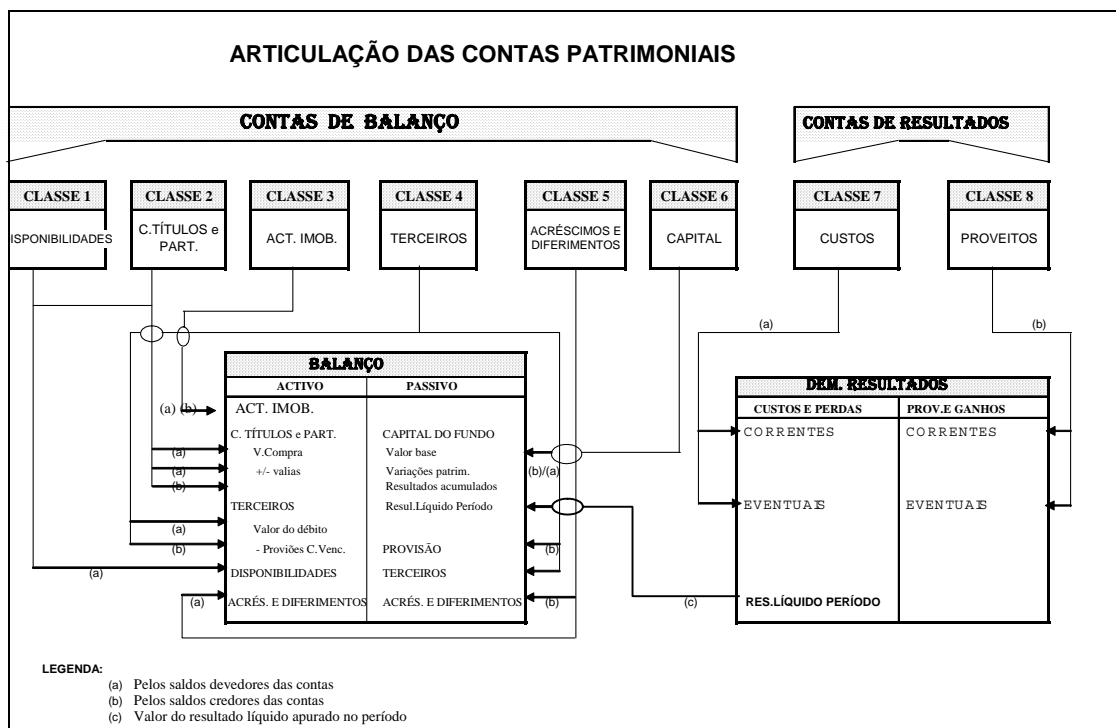 ARTICULAÇÃO DAS CONTAS PATRIMONIAIS
CONTAS DE BALANÇO
CONTAS DE RESULTADOS
CLASSE 1
CLASSE 2
CLASSE 3
CLASSE 4
CLASSE 5
CLASSE 6
CLASSE 7
CLASSE 8
DISPONIBILIDADES
C.TÍTULOS e
PART.
ACT. IMOB.
TERCEIROS
ACRÉSCIMOS E
DIFERIMENTOS
CAPITAL
CUSTOS
PROVEITOS
(a)
(b)
BALANÇO
ACTIVO
PASSIVO
(a) (b)
ACT. IMOB.
C. TÍTULOS e PART.
CAPITAL DO FUNDO
(a)
V.Compra
Valor base
(a)
+/- valias
Variações patrim.
(b)/(a)
(b)
Resultados acumulados
TERCEIROS
Resul.Líquido Período
(a)
Valor do débito
(b)
- Proviões C.Venc.
PROVISÃO
(b)
(a)
DISPONIBILIDADES
TERCEIROS
(a)
ACRÉS. E DIFERIMENTOS
ACRÉS. E DIFERIMENTOS
(b)
(c)
DEM. RESULTADOS
CUSTOS E PERDAS
PROV.E GANHOS
CORRENTES
CORRENTES
EVENTUAIS
EVENTUAIS
RES.LÍQUIDO PERÍODO
LEGENDA:
(a) Pelos saldos devedores das contas
(b) Pelos saldos credores das contas
(c) Valor do resultado líquido apurado no período